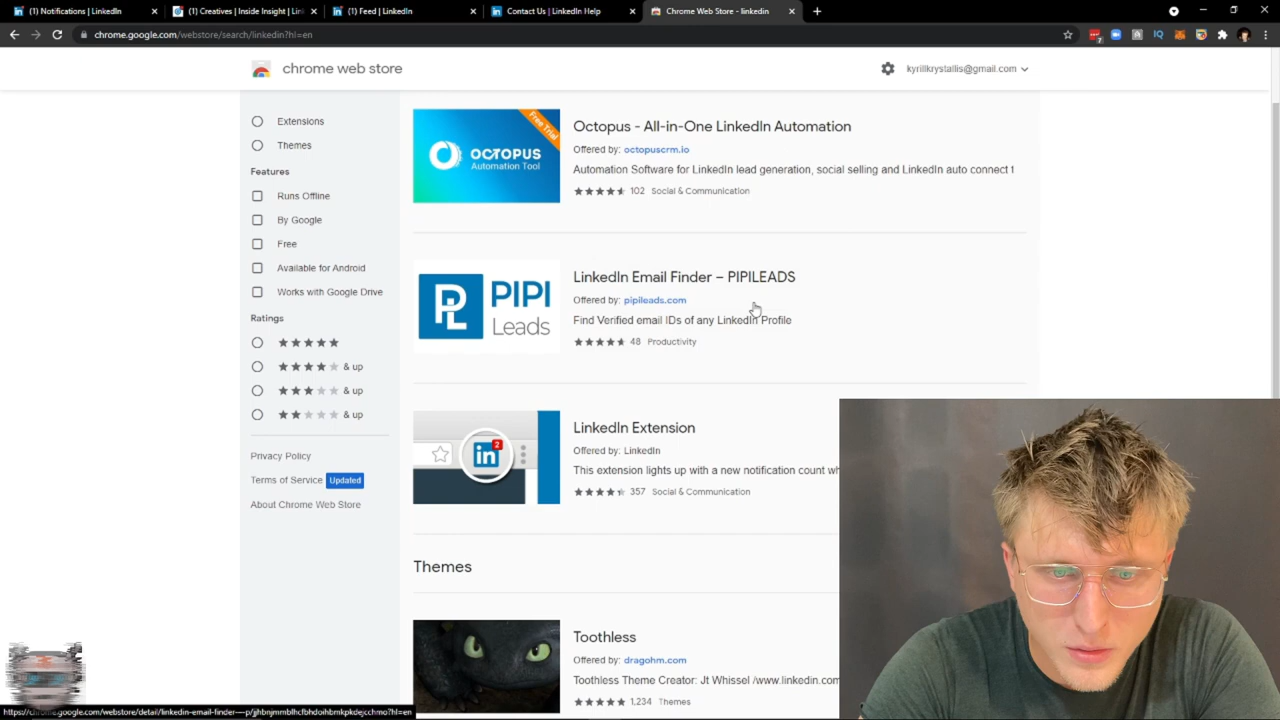 (1) Notifications | LinkedIn
(1) Creatives | Inside Insight | Lin
(1) Feed | LinkedIn
Contact Us | LinkedIn Help
Chrome Web Store - linkedin
chrome.google.com/webstore/search/linkedin?hl=en
chrome web store
kyrillkrystallis@gmail.com
Extensions
Themes
Features
Runs Offline
By Google
Free
Available for Android
Works with Google Drive
Ratings
& up
& up
& up
Privacy Policy
Terms of Service Updated
About Chrome Web Store
Free Trial
OCTOPUS
Automation Tool
Octopus - All-in-One LinkedIn Automation
Offered by: octopuscrm.io
Automation Software for LinkedIn lead generation, social selling and LinkedIn auto connect t
102 Social & Communication
PL PIPI
Leads
LinkedIn Email Finder – PIPILEADS
Offered by: pipileads.com
Find Verified email IDs of any LinkedIn Profile
48 Productivity
in 2
LinkedIn Extension
Offered by: LinkedIn
This extension lights up with a new notification count wh
357 Social & Communication
Themes
Toothless
Offered by: dragohm.com
Toothless Theme Creator: Jt Whissel /www.linkedin.com
1,234 Themes